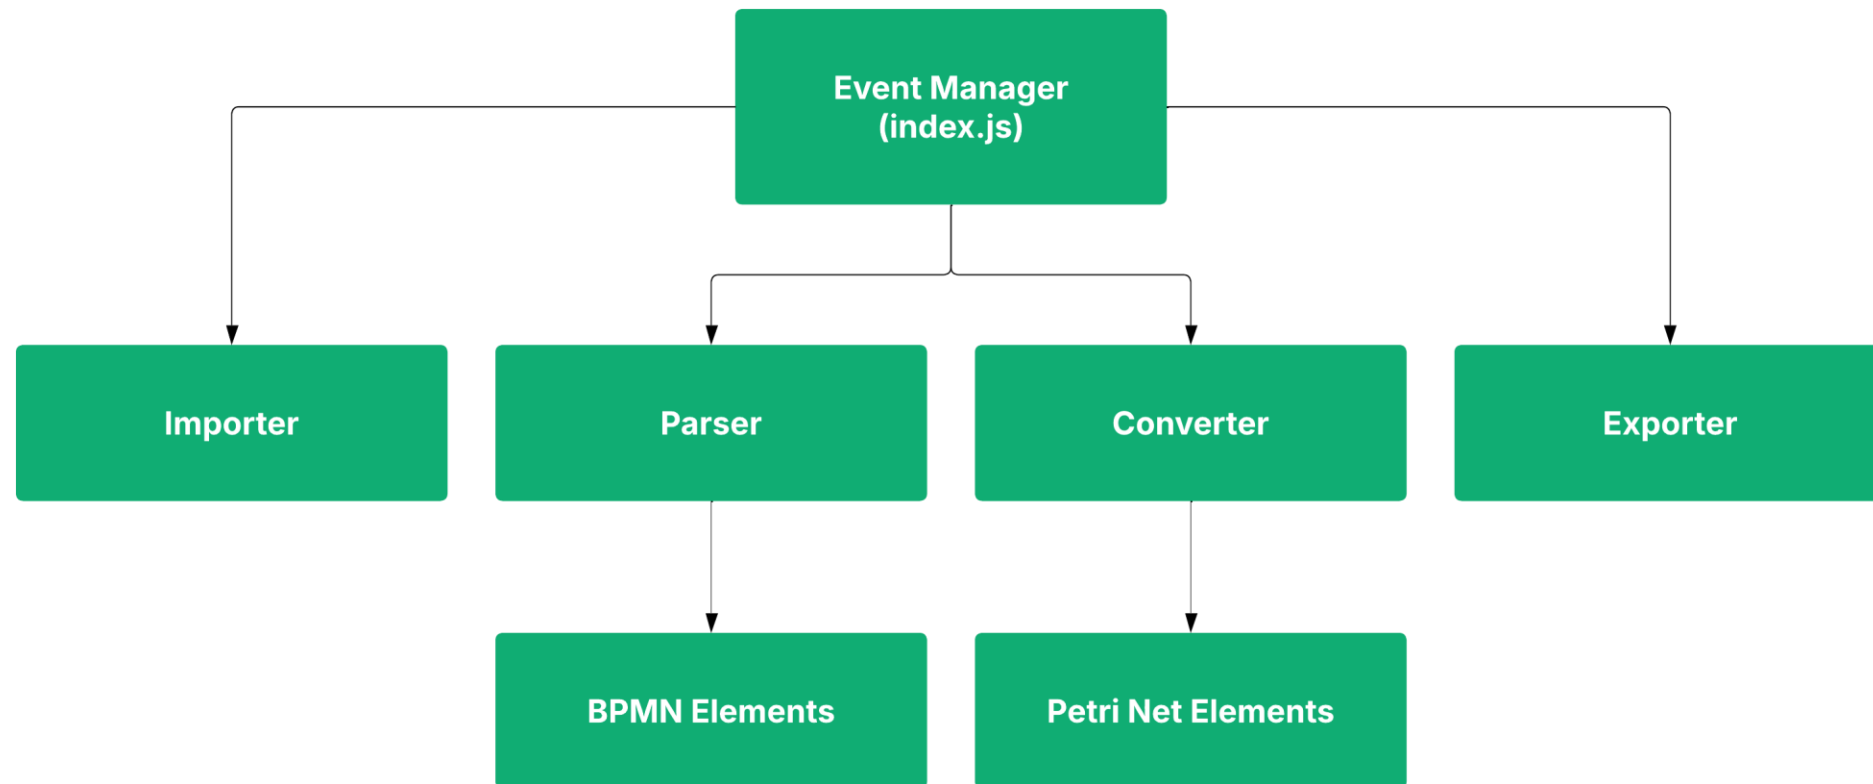 Event Manager
(index.js)
Importer
Parser
Converter
Exporter
BPMN Elements
Petri Net Elements